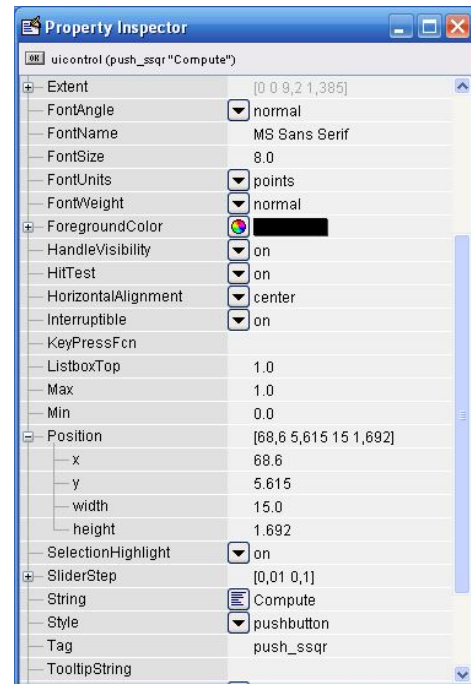 Property Inspector
OK uicontrol (push_ssqr "Compute")
Extent [0 0 9,2 1,385]
FontAngle normal
FontName MS Sans Serif
FontSize 8.0
FontUnits points
FontWeight normal
ForegroundColor
HandleVisibility on
HitTest on
HorizontalAlignment center
Interruptible on
KeyPressFcn
ListboxTop 1.0
Max 1.0
Min 0.0
Position [68,6 5,615 15 1,692]
x 68.6
y 5.615
width 15.0
height 1.692
SelectionHighlight on
SliderStep [0,01 0,1]
String Compute
Style pushbutton
Tag push_ssqr
TooltipString